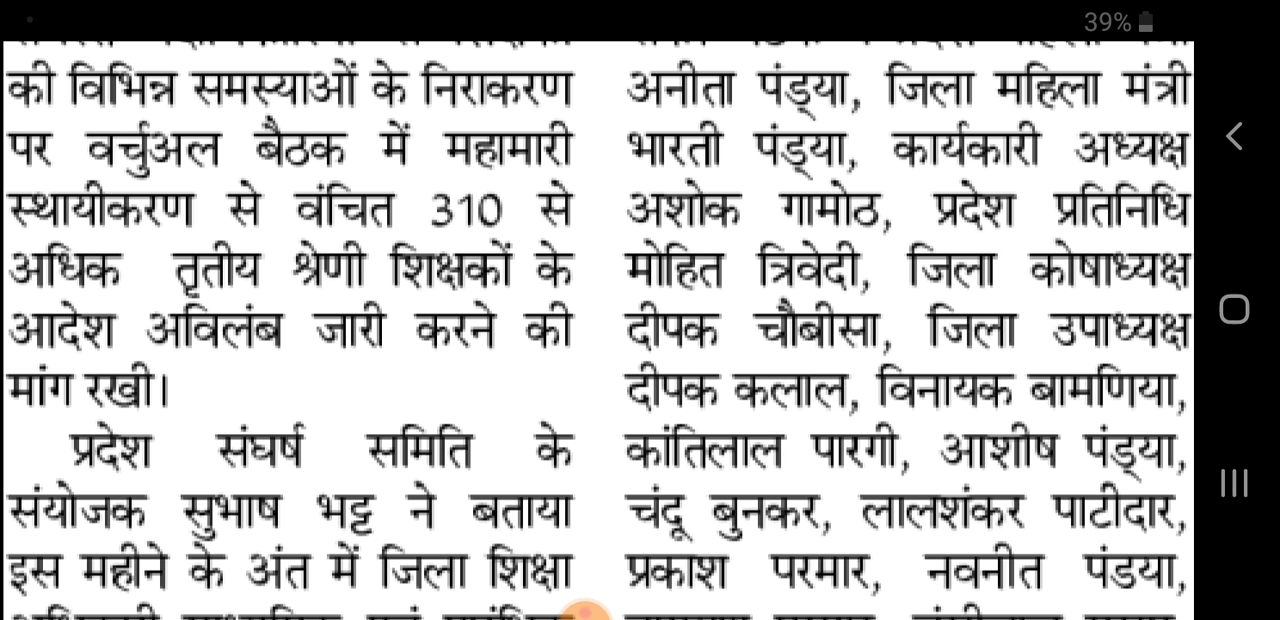 39%
की विभिन्न समस्याओं के निराकरण
पर वर्चुअल बैठक में महामारी
स्थायीकरण से वंचित 310 से
अधिक तृतीय श्रेणी शिक्षकों के
आदेश अविलंब जारी करने की
मांग रखी।
प्रदेश संघर्ष समिति के
संयोजक सुभाष भट्ट ने बताया
इस महीने के अंत में जिला शिक्षा
अनीता पंड्या, जिला महिला मंत्री
भारती पंड्या, कार्यकारी अध्यक्ष
अशोक गामोठ, प्रदेश प्रतिनिधि
मोहित त्रिवेदी, जिला कोषाध्यक्ष
दीपक चौबीसा, जिला उपाध्यक्ष
दीपक कलाल, विनायक बामणिया,
कांतिलाल पारगी, आशीष पंड्या,
चंदू बुनकर, लालशंकर पाटीदार,
प्रकाश परमार, नवनीत पंडया,